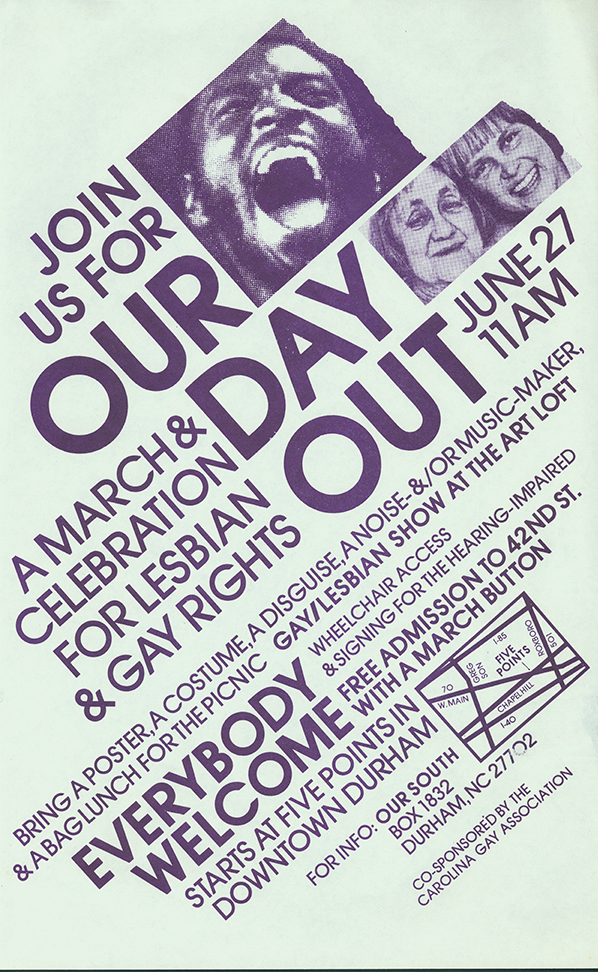 JOIN
US FOR
OUR
DAY
OUT
JUNE 27
11AM
A MARCH &
CELEBRATION
FOR LESBIAN
& GAY RIGHTS
BRING A POSTER, A COSTUME, A DISGUISE, A NOISE- &/OR MUSIC-MAKER,
& A BAG LUNCH FOR THE PICNIC
GAY/LESBIAN SHOW AT THE ART LOFT
EVERYBODY
WELCOME
WHEELCHAIR ACCESS
& SIGNING FOR THE HEARING-IMPAIRED
FREE ADMISSION TO 42ND ST.
WITH A MARCH BUTTON
STARTS AT FIVE POINTS IN
DOWNTOWN DURHAM
70
W. MAIN
GREG
SON
I-85
FIVE
POINTS
ROXBORO
501
CHAPELHILL
I-40
FOR INFO: OUR SOUTH
BOX 1832
DURHAM, NC 27702
CO-SPONSORED BY THE
CAROLINA GAY ASSOCIATION